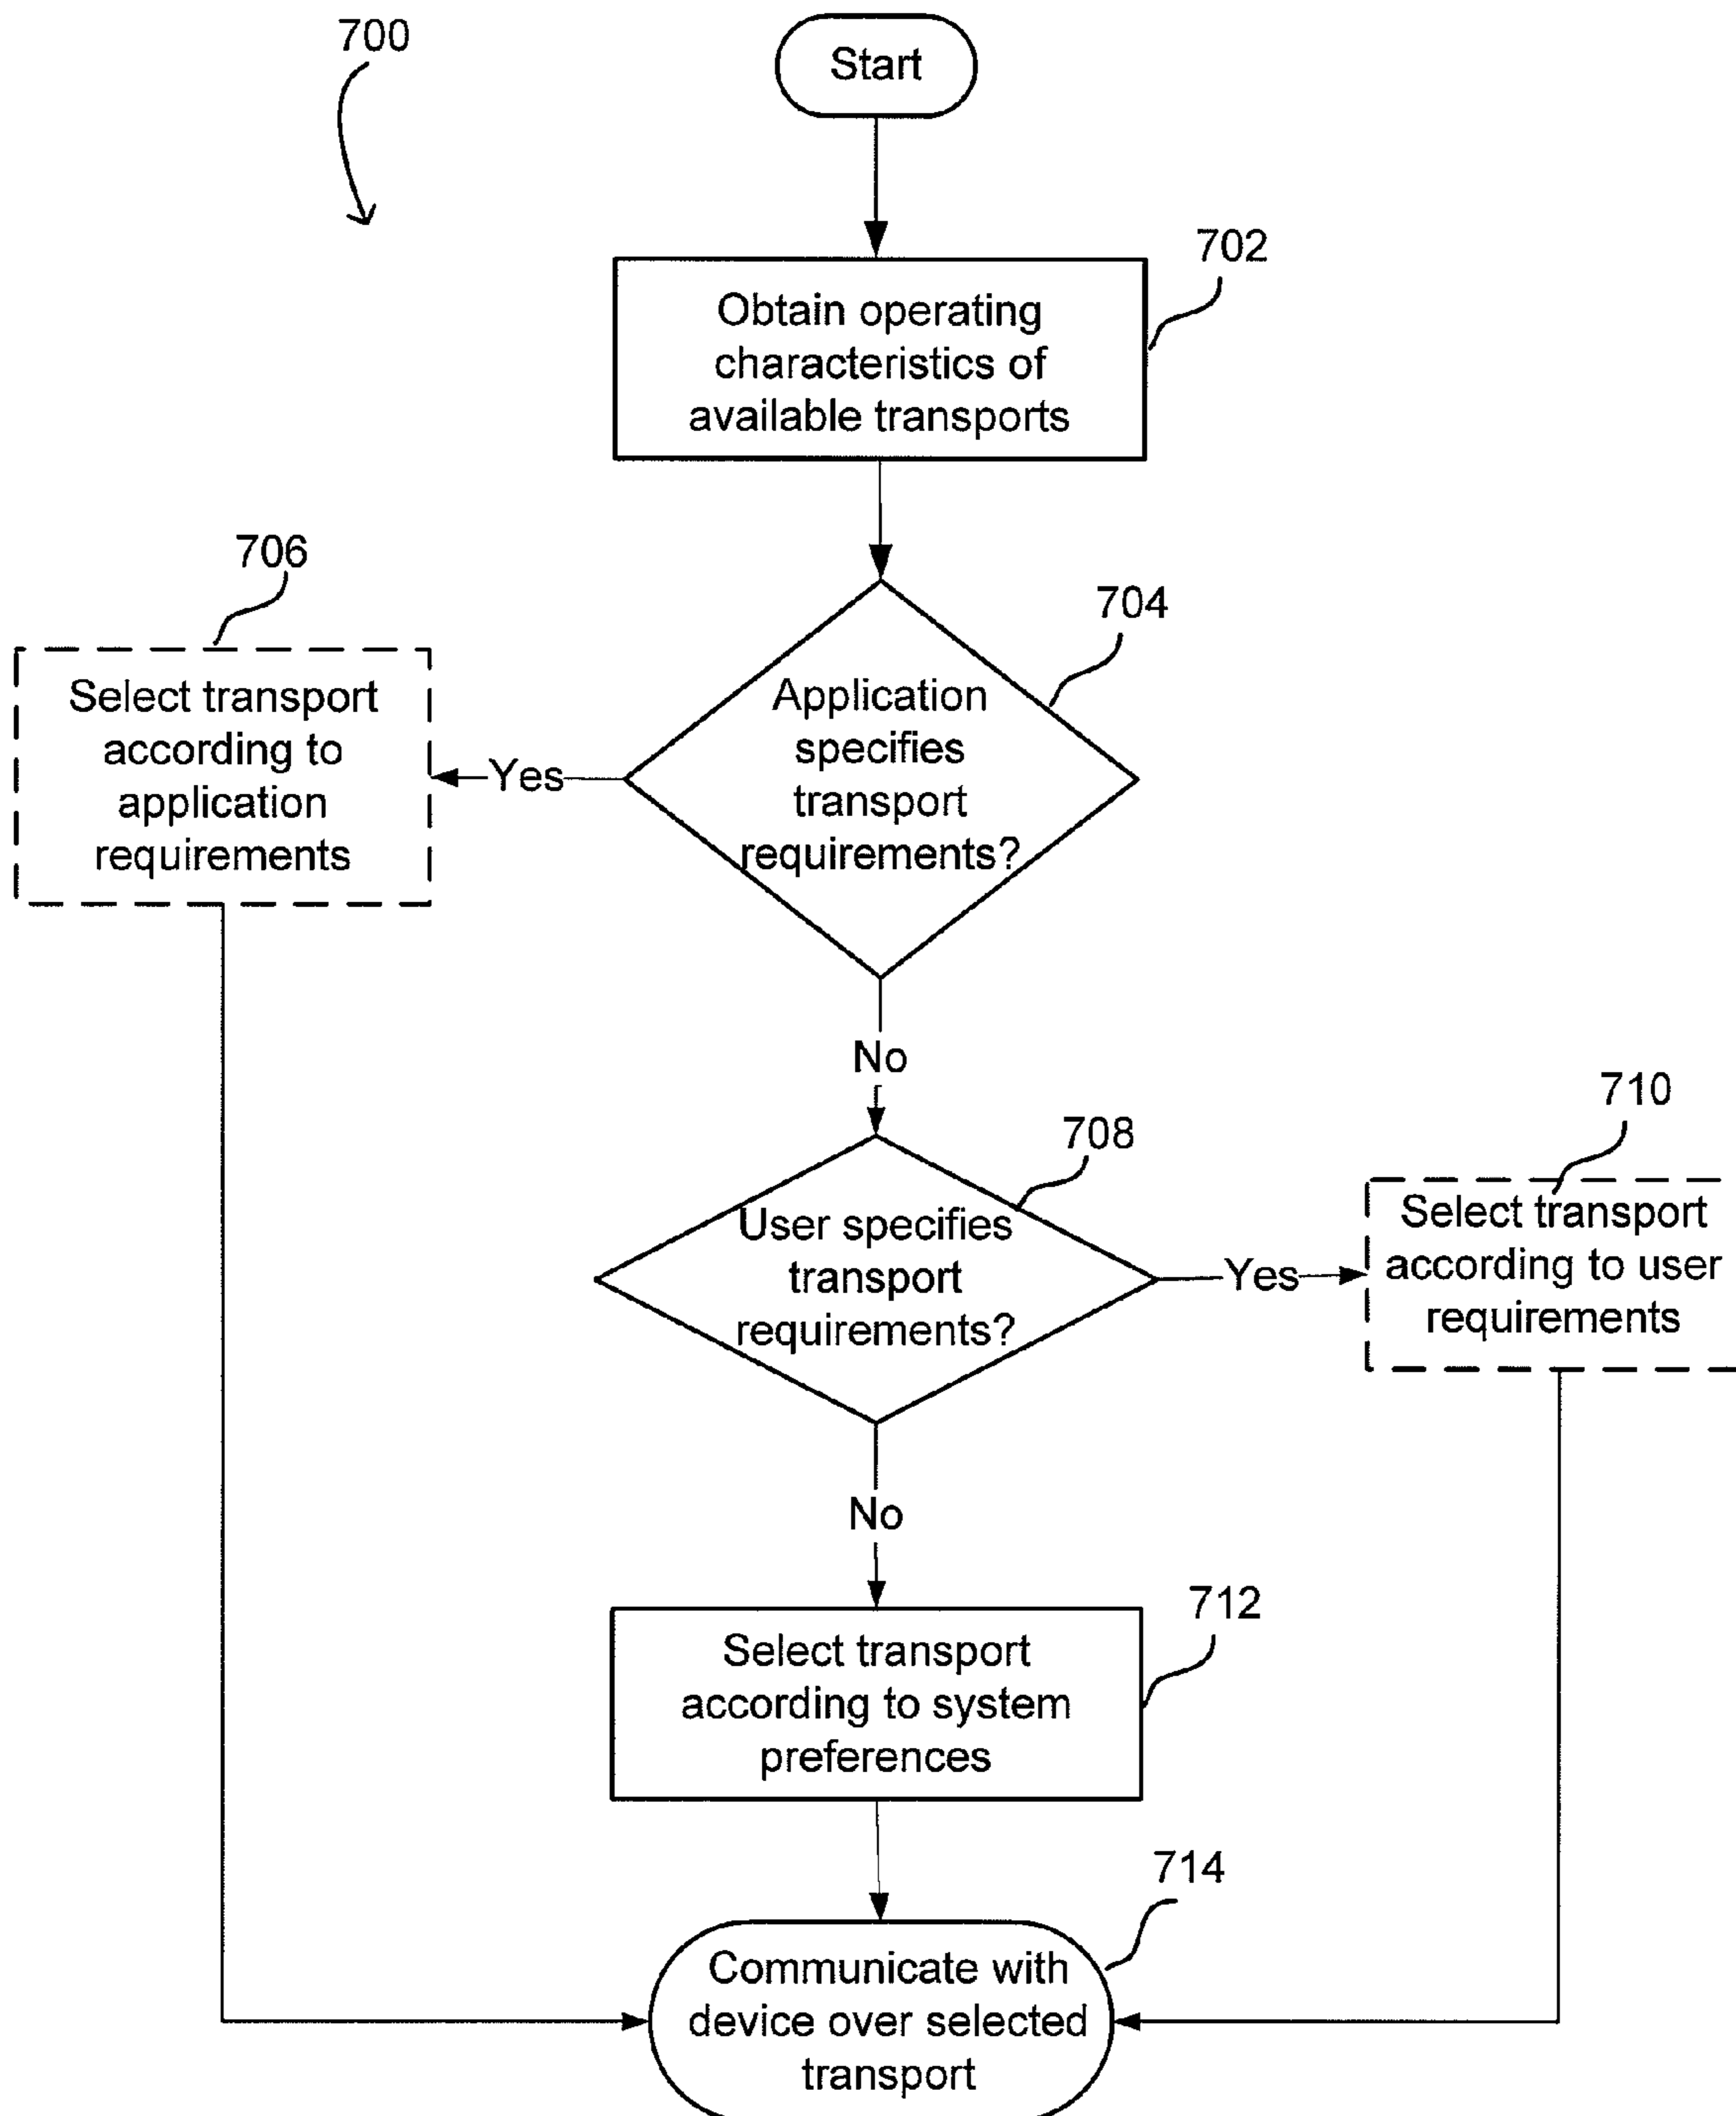 700
Start
702
Obtain operating
characteristics of
available transports
706
704
Select transport
according to
application
requirements
Yes
Application
specifies
transport
requirements?
No
708
710
User specifies
transport
requirements?
Yes
Select transport
according to user
requirements
No
712
Select transport
according to system
preferences
714
Communicate with
device over selected
transport